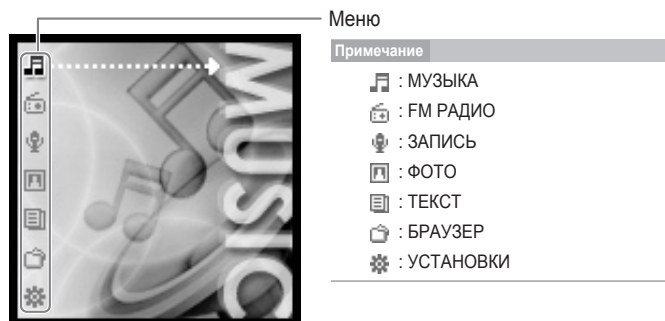 Меню
MUSIC
Примечание
: МУЗЫКА
: FM РАДИО
: ЗАПИСЬ
: ФОТО
: ТЕКСТ
: БРАУЗЕР
: УСТАНОВКИ